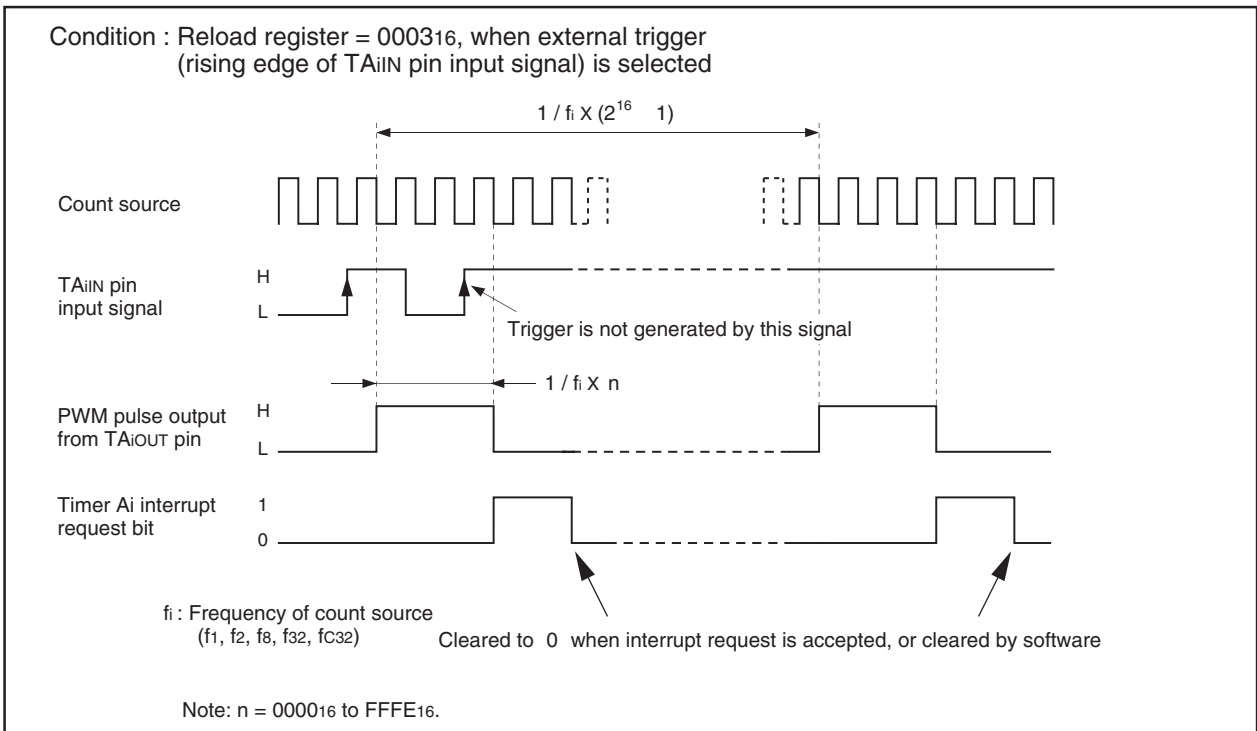 Condition : Reload register = 000316, when external trigger
(rising edge of TAiIN pin input signal) is selected
1 / fi X (2^16 1)
Count source
TAiIN pin
input signal
H
L
Trigger is not generated by this signal
1 / fi X n
PWM pulse output
from TAiOUT pin
H
L
Timer Ai interrupt
request bit
1
0
fi : Frequency of count source
(f1, f2, f8, f32, fC32)
Cleared to 0 when interrupt request is accepted, or cleared by software
Note: n = 000016 to FFFE16.